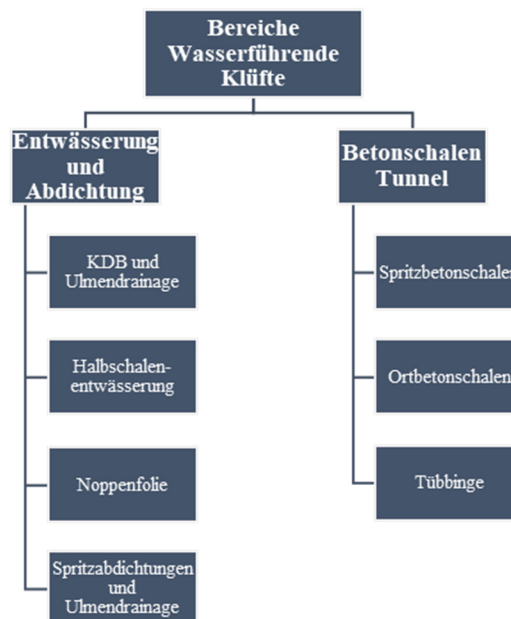 Bereiche
Wasserführende
Klüfte
Entwässerung
und
Abdichtung
KDB und
Ulmendrainage
Halbschalen-
entwässerung
Noppenfolie
Spritzabdichtungen
und
Ulmendrainage
Betonschalen
Tunnel
Spritzbetonschalen
Ortbetonschalen
Tübbinge